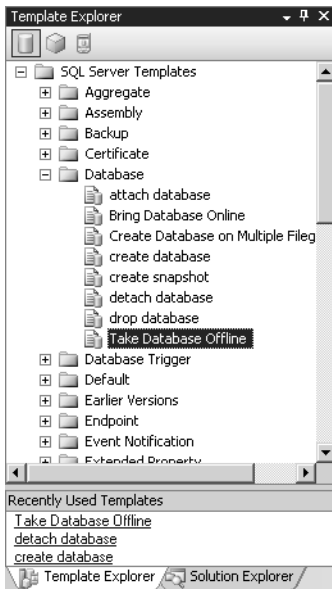 Template Explorer
SQL Server Templates
Aggregate
Assembly
Backup
Certificate
Database
attach database
Bring Database Online
Create Database on Multiple Fileg
create database
create snapshot
detach database
drop database
Take Database Offline
Database Trigger
Default
Earlier Versions
Endpoint
Event Notification
Extended Property
Recently Used Templates
Take Database Offline
detach database
create database
Template Explorer Solution Explorer